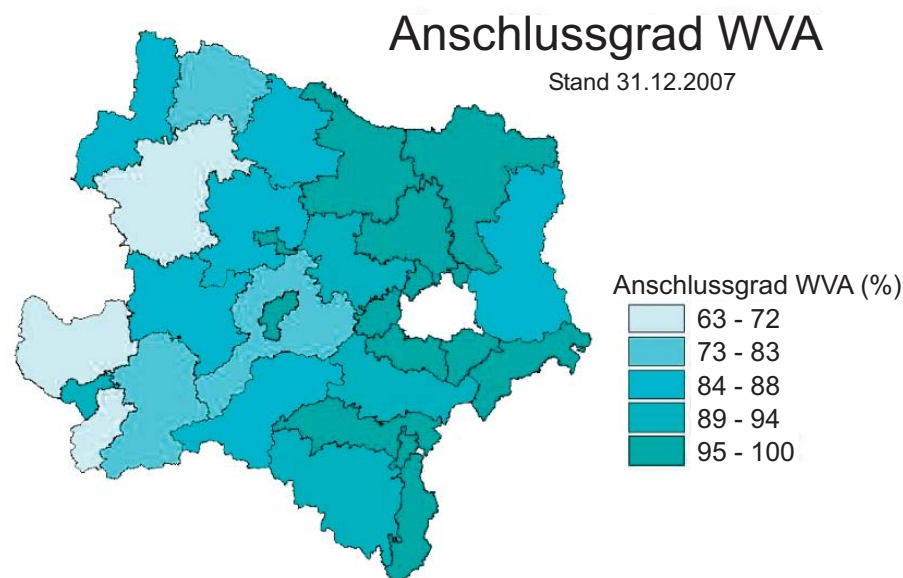 Anschlussgrad WVA
Stand 31.12.2007
Anschlussgrad WVA (%)
63 - 72
73 - 83
84 - 88
89 - 94
95 - 100